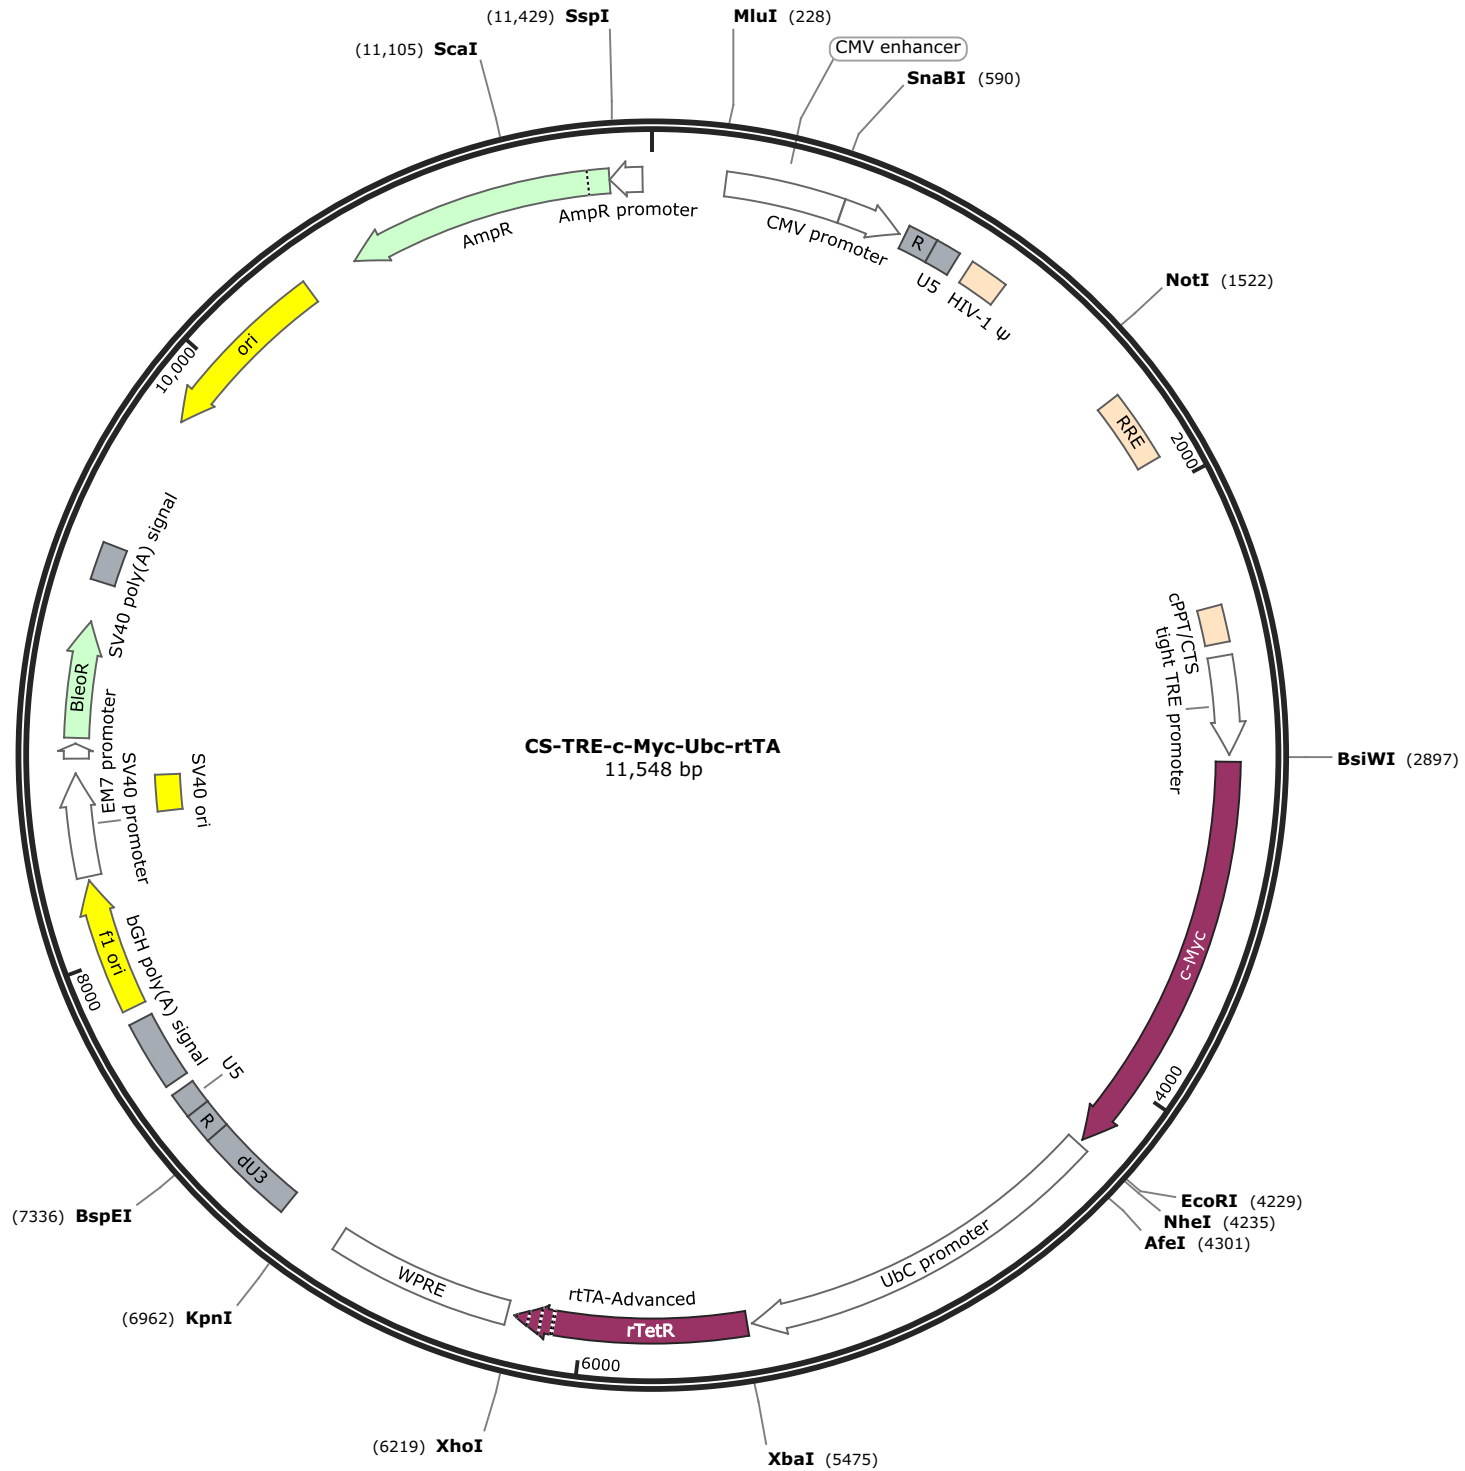 (11,429) SspI
MluI (228)
(11,105) ScaI
CMV enhancer
SnaBI (590)
AmpR promoter
AmpR
CMV promoter
R
U5
HIV-1 ψ
NotI (1522)
ori
10,000
RRE
2000
SV40 poly(A) signal
cPPT/CTS
tight TRE promoter
BleoR
EM7 promoter
SV40 promoter
SV40 ori
CS-TRE-c-Myc-Ubc-rtTA
11,548 bp
BsiWI (2897)
f1 ori
bGH poly(A) signal
c-Myc
8000
U5
R
dU3
4000
(7336) BspEI
EcoRI (4229)
NheI (4235)
AfeI (4301)
UbC promoter
WPRE
rtTA-Advanced
rTetR
(6962) KpnI
6000
(6219) XhoI
XbaI (5475)